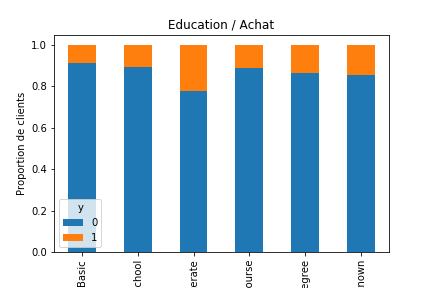 Education / Achat
Proportion de clients
1.0
0.8
0.6
0.4
0.2
0.0
y
0
1
Basic
chool
erate
ourse
egree
nown